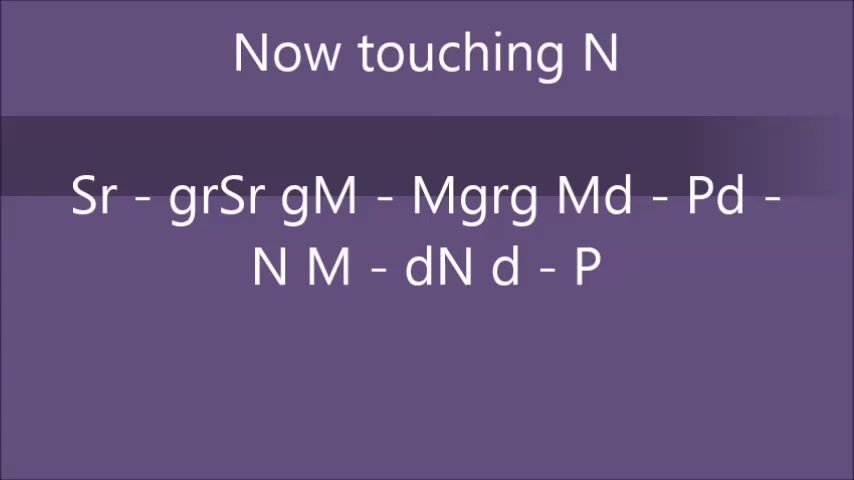 Now touching N
Sr - grSr gM - Mgrg Md - Pd -
N M - dN d - P